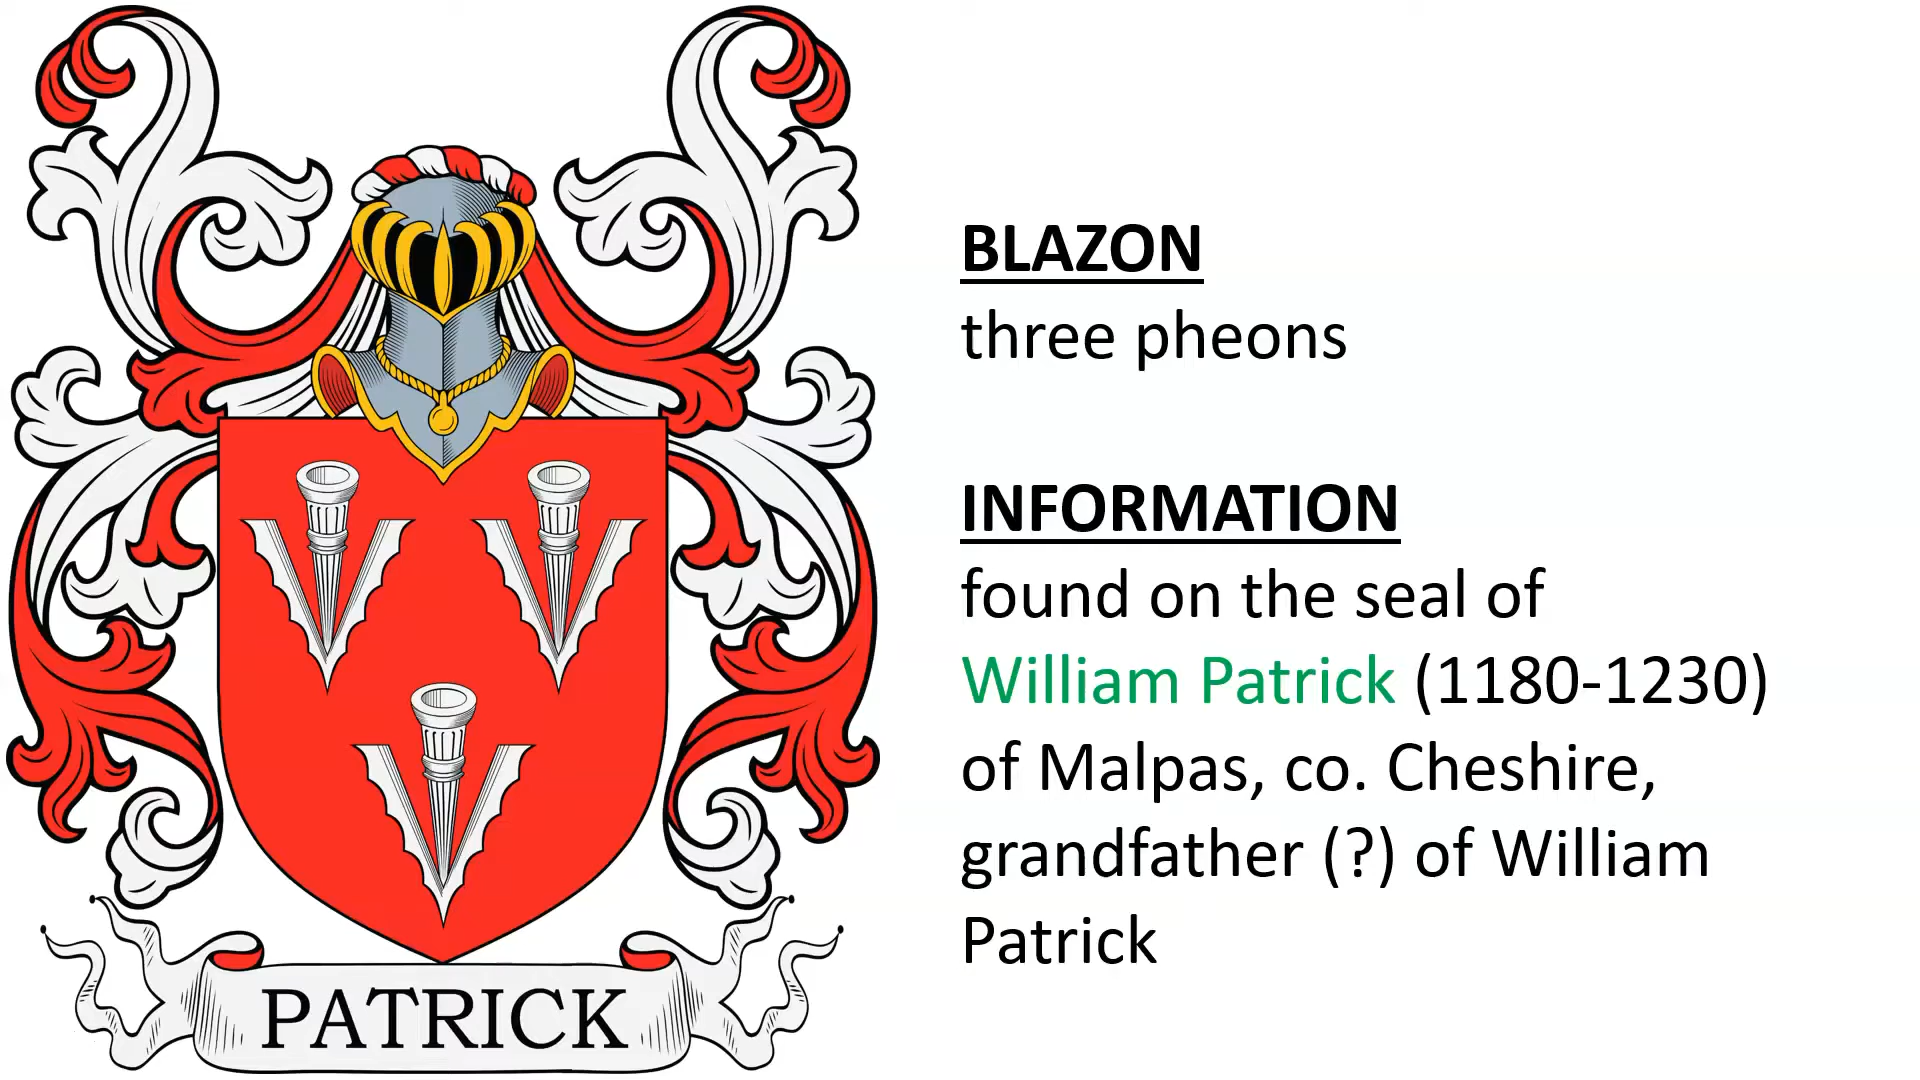 BLAZON
three pheons
INFORMATION
found on the seal of
William Patrick (1180-1230)
of Malpas, co. Cheshire,
grandfather (?) of William
Patrick
PATRICK